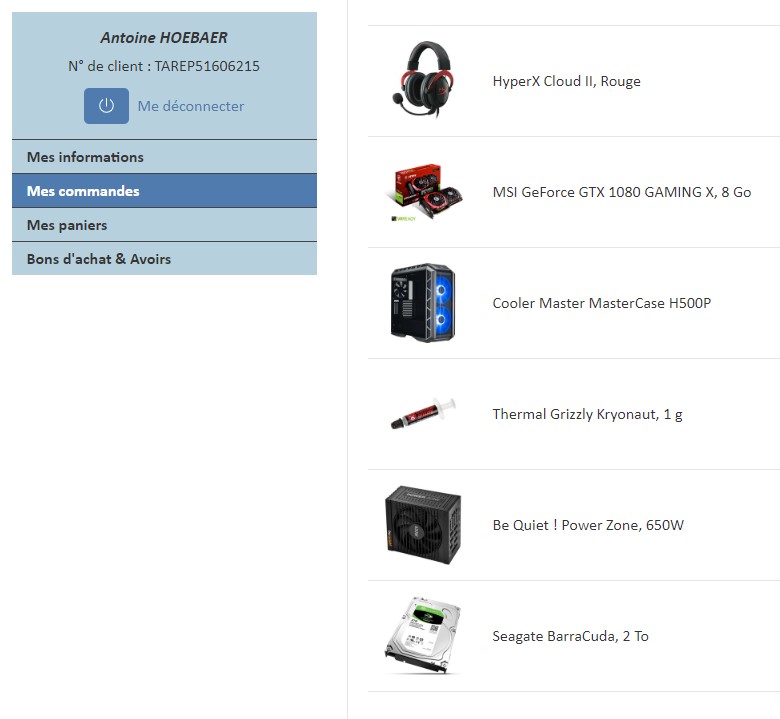 Antoine HOEBAER
N° de client : TAREP51606215
Me déconnecter
Mes informations
Mes commandes
Mes paniers
Bons d'achat & Avoirs
HyperX Cloud II, Rouge
MSI GeForce GTX 1080 GAMING X, 8 Go
Cooler Master MasterCase H500P
Thermal Grizzly Kryonaut, 1 g
Be Quiet ! Power Zone, 650W
Seagate BarraCuda, 2 To